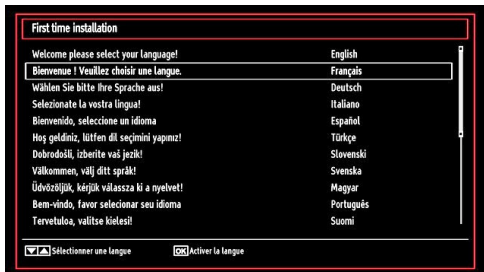 First time installation
Welcome please select your language! English
Bienvenue ! Veuillez choisir une langue. Français
Wählen Sie bitte Ihre Sprache aus! Deutsch
Selezionate la vostra lingua! Italiano
Bienvenido, seleccione un idioma Español
Hoş geldiniz, lütfen dil seçimini yapınız! Türkçe
Dobrodošli, izberite vaš jezik! Slovenski
Välkommen, välj ditt språk! Svenska
Üdvözöljük, kérjük válassza ki a nyelvet! Magyar
Bem-vindo, favor selecionar seu idioma Português
Tervetuloa, valitse kielesi! Suomi
Sélectionner une langue OK Activer la langue